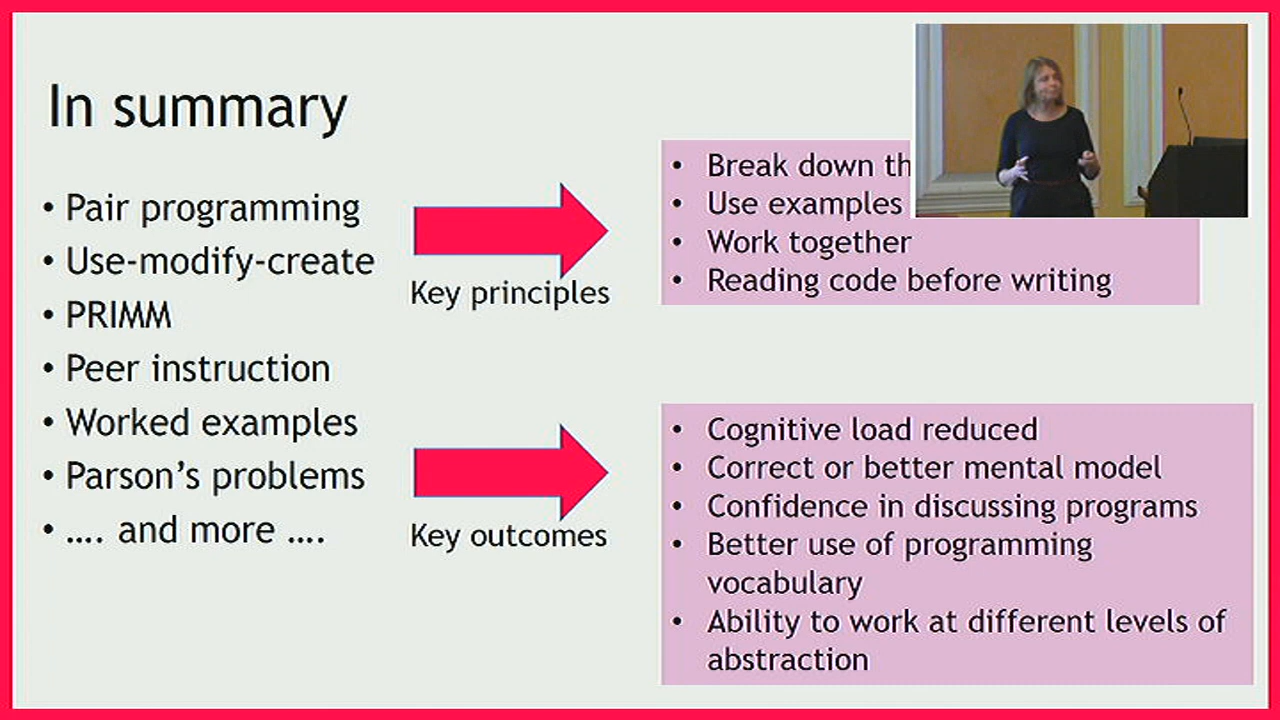 In summary
• Pair programming
• Use-modify-create
• PRIMM
• Peer instruction
• Worked examples
• Parson's problems
• .... and more ....
Key principles
• Break down th
• Use examples
• Work together
• Reading code before writing
Key outcomes
• Cognitive load reduced
• Correct or better mental model
• Confidence in discussing programs
• Better use of programming
vocabulary
• Ability to work at different levels of
abstraction